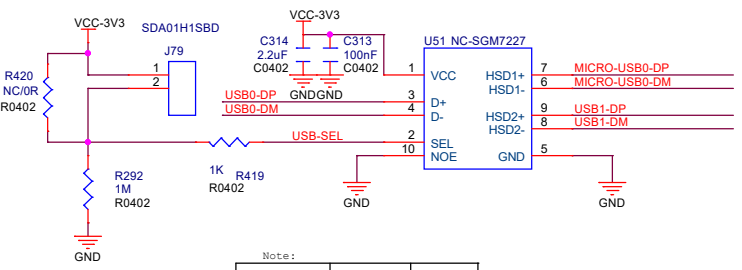 VCC-3V3
SDA01H1SBD
J79
1
2
R420
NC/0R
R0402
R292
1M
R0402
GND
VCC-3V3
C314
2.2uF
C0402
C313
100nF
C0402
GND
GND
USB0-DP
USB0-DM
USB-SEL
1K
R419
R0402
U51 NC-SGM7227
1
VCC
3
D+
4
D-
2
SEL
10
NOE
HSD1+
7
MICRO-USB0-DP
HSD1-
6
MICRO-USB0-DM
HSD2+
9
USB1-DP
HSD2-
8
USB1-DM
GND
5
GND
GND
Note: